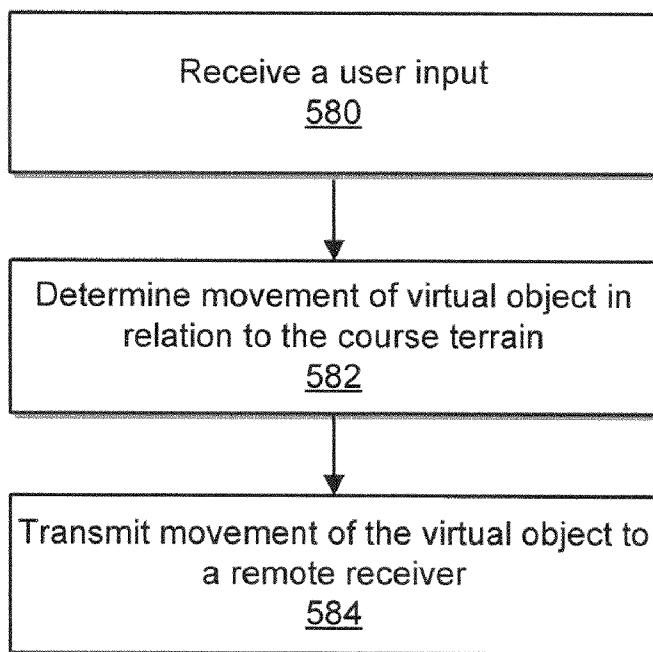 Receive a user input
580
Determine movement of virtual object in
relation to the course terrain
582
Transmit movement of the virtual object to
a remote receiver
584